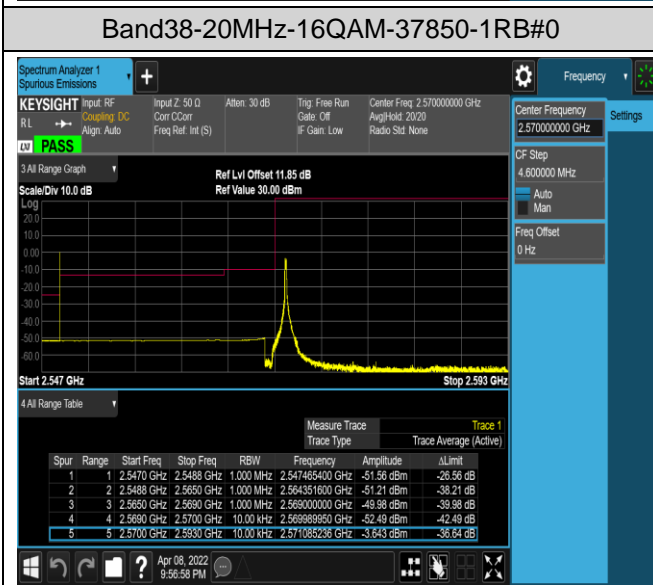 Band38-20MHz-16QAM-37850-1RB#0
Spectrum Analyzer 1
Spurious Emissions
Frequency
KEYSIGHT Input: RF Input Z: 50 Ω Atten: 30 dB Trig: Free Run Center Freq: 2.570000000 GHz
RL Coupling: DC Corr CCorr Gate: Off Avg|Hold: 20/20
Align: Auto Freq Ref: Int (S) IF Gain: Low Radio Std: None
LXI PASS
Center Frequency
2.570000000 GHz
Settings
CF Step
4.600000 MHz
Auto
Man
Freq Offset
0 Hz
3 All Range Graph
Ref Lvl Offset 11.85 dB
Scale/Div 10.0 dB Ref Value 30.00 dBm
Log
20.0
10.0
0.00
-10.0
-20.0
-30.0
-40.0
-50.0
-60.0
Start 2.547 GHz Stop 2.593 GHz
4 All Range Table
Measure Trace Trace 1
Trace Type Trace Average (Active)
Spur Range Start Freq Stop Freq RBW Frequency Amplitude ΔLimit
1 1 2.5470 GHz 2.5488 GHz 1.000 MHz 2.547465400 GHz -51.56 dBm -26.56 dB
2 2 2.5488 GHz 2.5650 GHz 1.000 MHz 2.564351600 GHz -51.21 dBm -38.21 dB
3 3 2.5650 GHz 2.5690 GHz 1.000 MHz 2.569000000 GHz -49.98 dBm -39.98 dB
4 4 2.5690 GHz 2.5700 GHz 10.00 kHz 2.569989950 GHz -52.49 dBm -42.49 dB
5 5 2.5700 GHz 2.5930 GHz 10.00 kHz 2.571085236 GHz -3.643 dBm -36.64 dB
Apr 08, 2022
9:56:58 PM